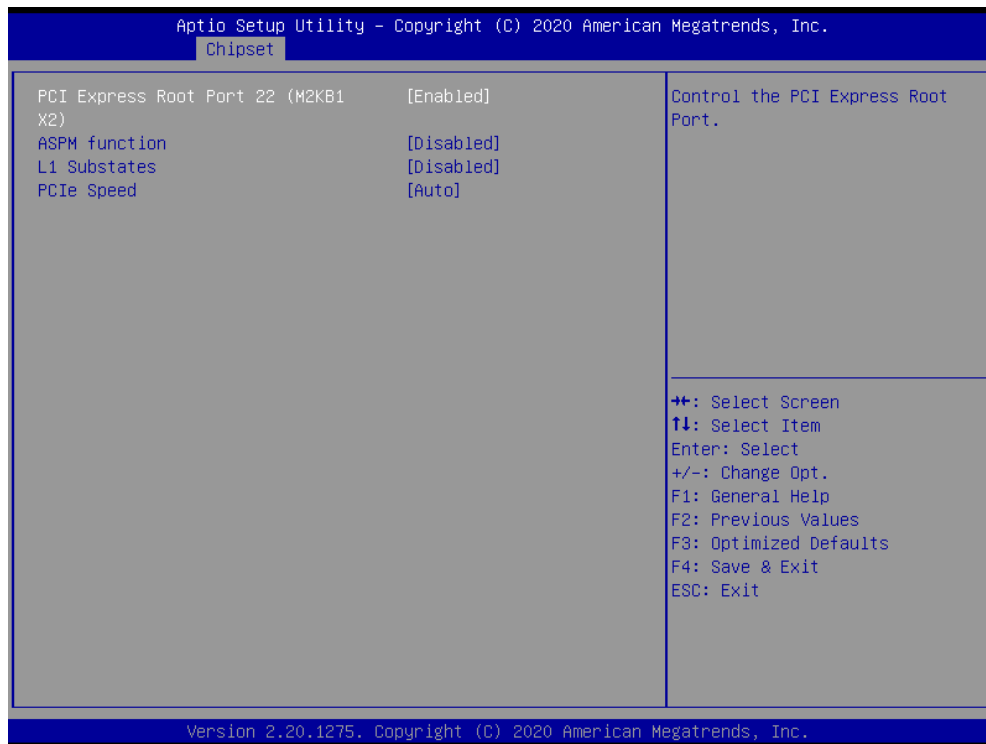 Aptio Setup Utility – Copyright (C) 2020 American Megatrends, Inc.
Chipset
PCI Express Root Port 22 (M2KB1 [Enabled]
X2)
ASPM function [Disabled]
L1 Substates [Disabled]
PCIe Speed [Auto]
Control the PCI Express Root
Port.
→←: Select Screen
↑↓: Select Item
Enter: Select
+/-: Change Opt.
F1: General Help
F2: Previous Values
F3: Optimized Defaults
F4: Save & Exit
ESC: Exit
Version 2.20.1275. Copyright (C) 2020 American Megatrends, Inc.